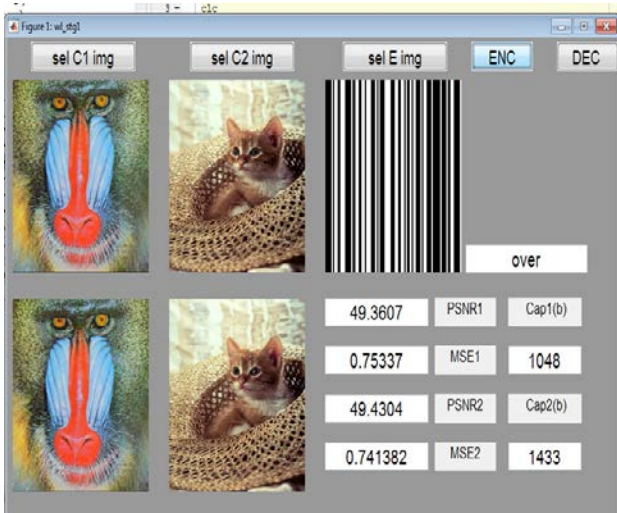 3 - clc
Figure 1: wl_stg1
sel C1 img sel C2 img sel E img ENC DEC
over
49.3607 PSNR1 Cap1(b)
0.75337 MSE1 1048
49.4304 PSNR2 Cap2(b)
0.741382 MSE2 1433